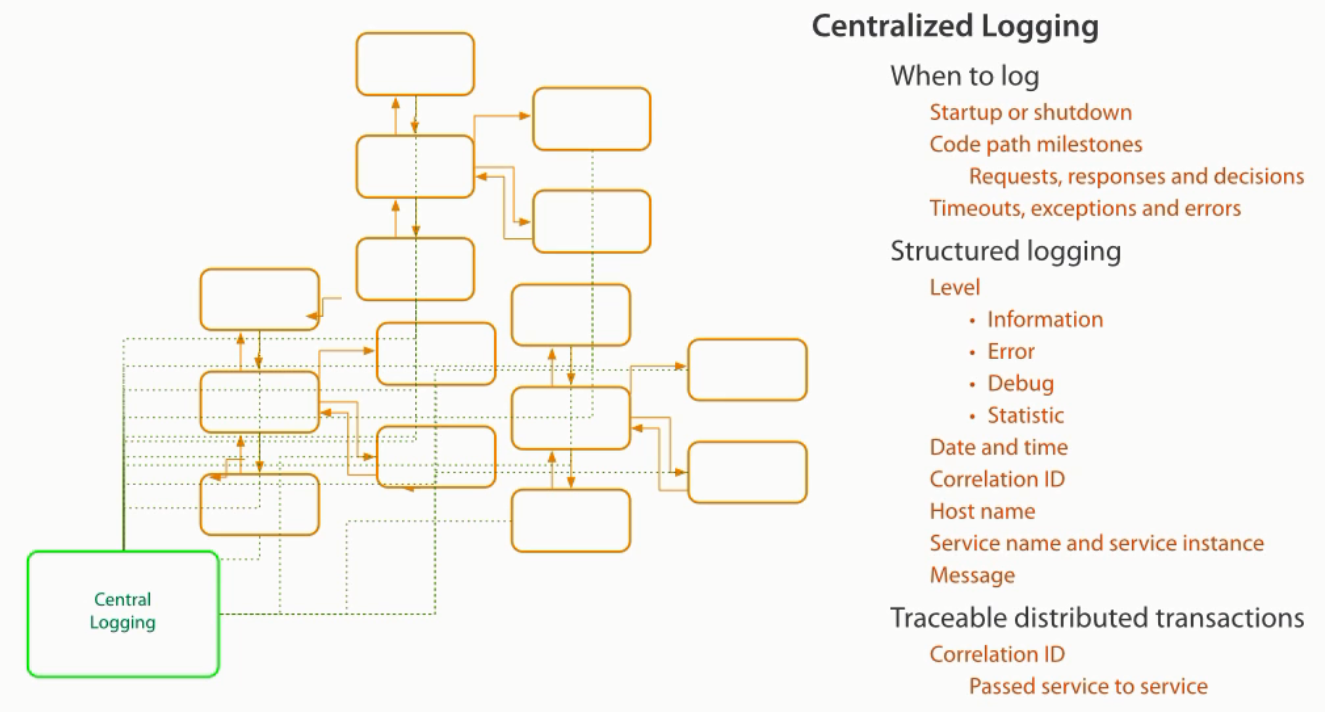 Centralized Logging
When to log
Startup or shutdown
Code path milestones
Requests, responses and decisions
Timeouts, exceptions and errors
Structured logging
Level
• Information
• Error
• Debug
• Statistic
Date and time
Correlation ID
Host name
Service name and service instance
Message
Traceable distributed transactions
Correlation ID
Passed service to service
Central
Logging